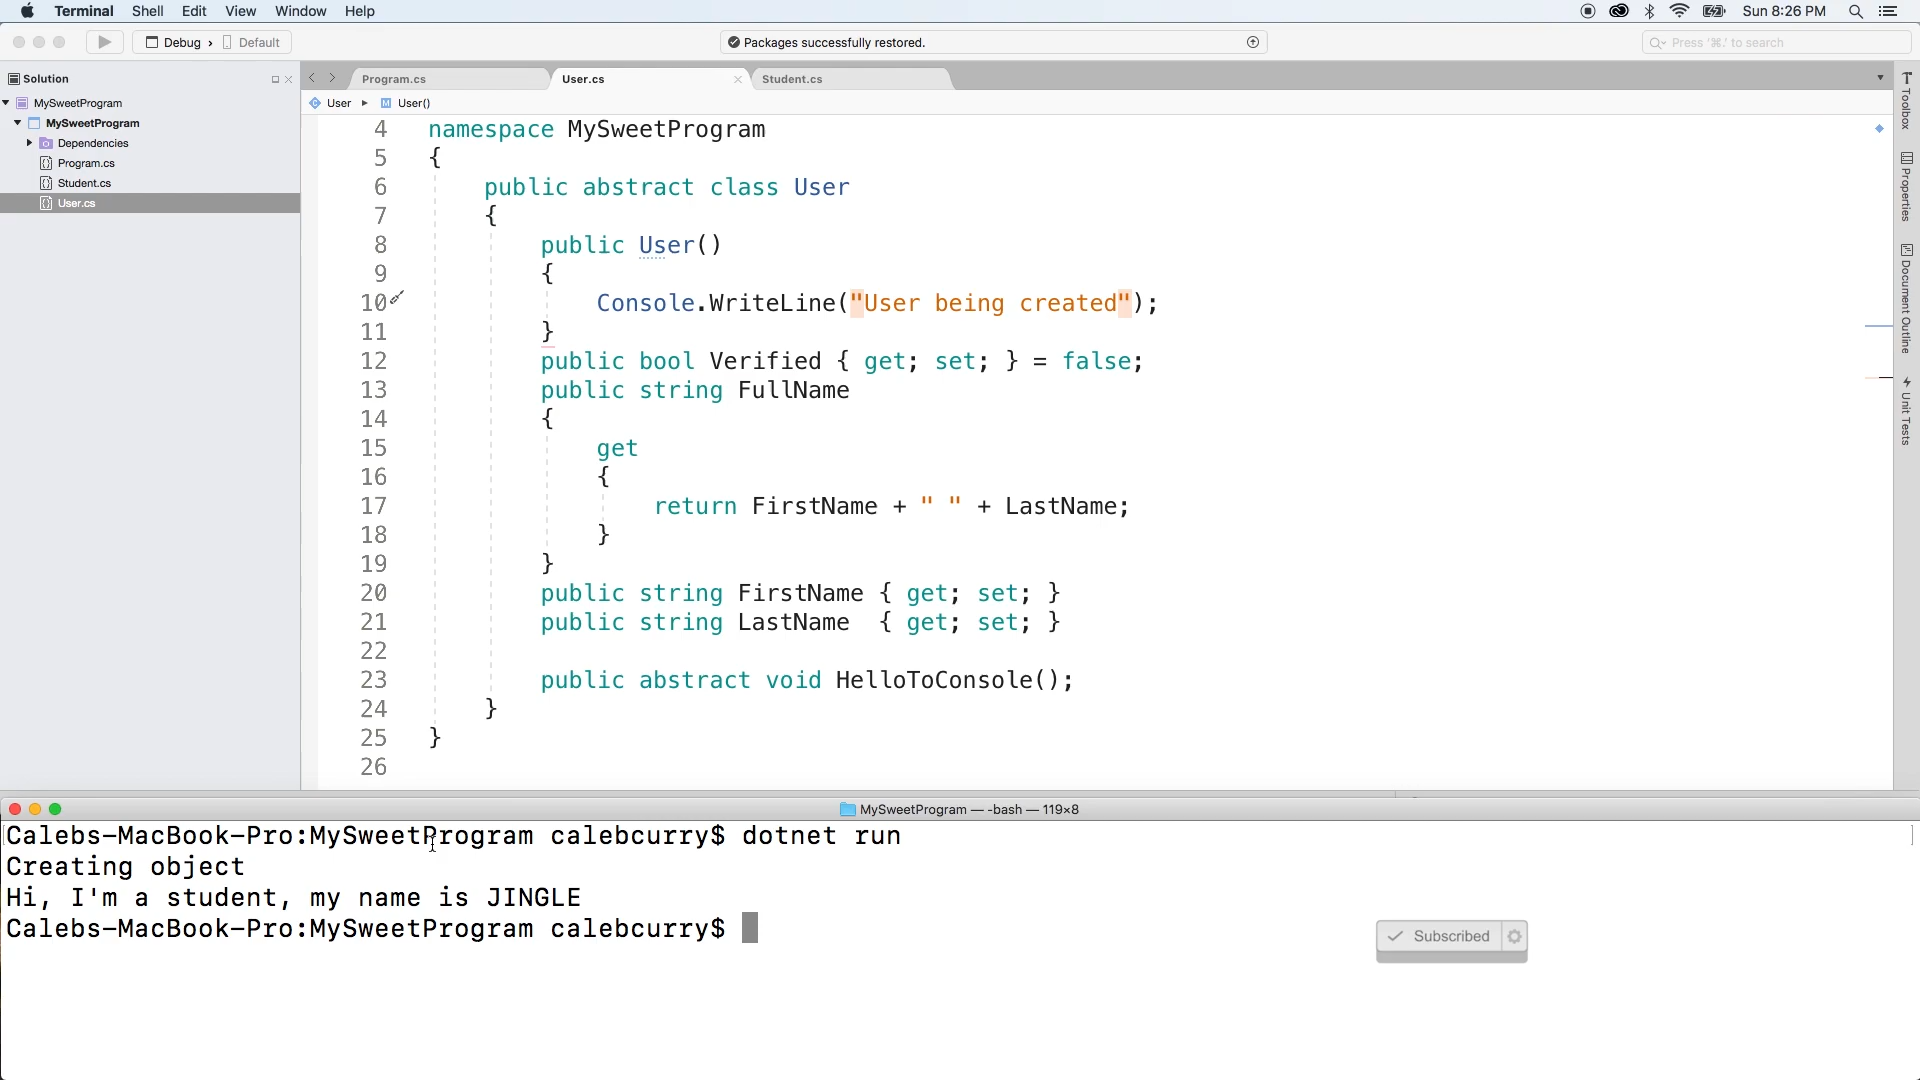 Terminal Shell Edit View Window Help
Sun 8:26 PM
Debug › Default
Packages successfully restored.
Press '⌘.' to search
Solution
Program.cs
User.cs
Student.cs
User ▸ User()
MySweetProgram
MySweetProgram
Dependencies
Program.cs
Student.cs
User.cs
4 namespace MySweetProgram
5 {
6 public abstract class User
7 {
8 public User()
9 {
10 Console.WriteLine("User being created");
11 }
12 public bool Verified { get; set; } = false;
13 public string FullName
14 {
15 get
16 {
17 return FirstName + " " + LastName;
18 }
19 }
20 public string FirstName { get; set; }
21 public string LastName { get; set; }
22
23 public abstract void HelloToConsole();
24 }
25 }
26
Toolbox
Properties
Document Outline
Unit Tests
MySweetProgram — -bash — 119×8
Calebs-MacBook-Pro:MySweetProgram calebcurry$ dotnet run
Creating object
Hi, I'm a student, my name is JINGLE
Calebs-MacBook-Pro:MySweetProgram calebcurry$
Subscribed